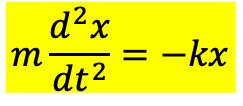 m d²x/dt² = −kx